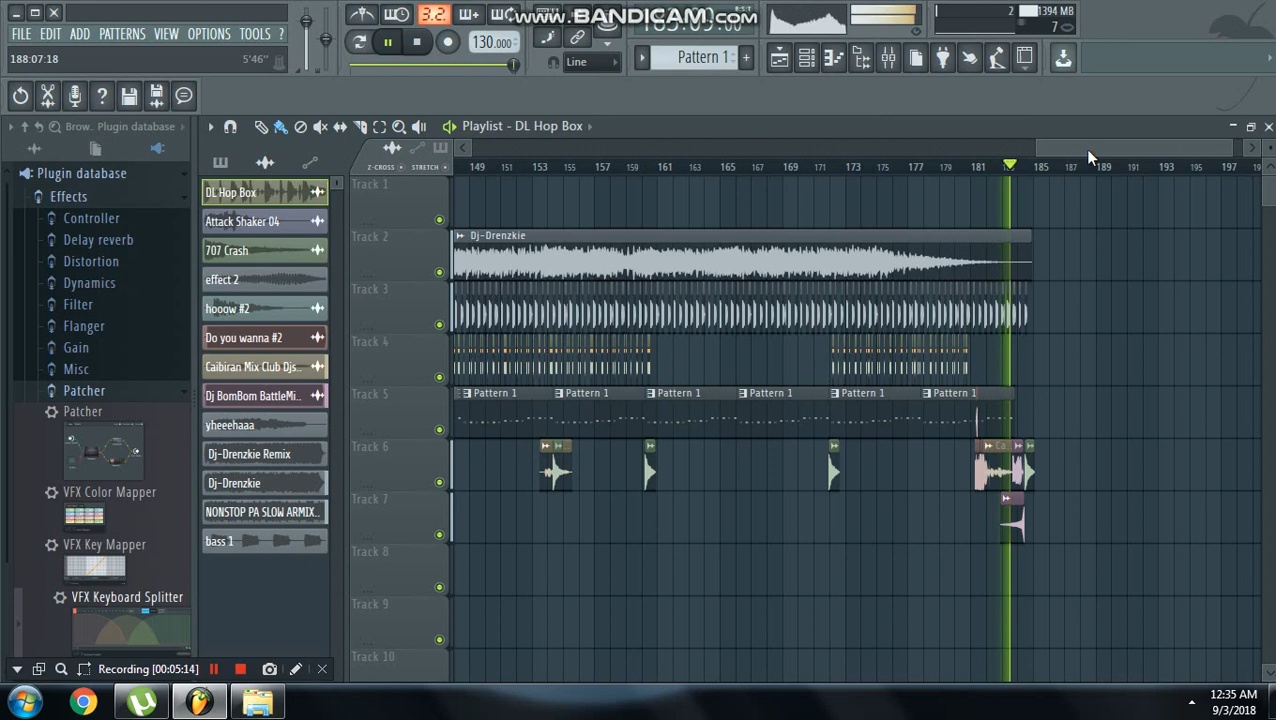 www.BANDICAM.com
3.2.
130.000
2
1394 MB
7
FILE EDIT ADD PATTERNS VIEW OPTIONS TOOLS ?
188:07:18
5'46"
Line
Pattern 1
Brow.. Plugin database
Playlist - DL Hop Box
Z-CROSS
STRETCH
149 151 153 155 157 159 161 163 165 167 169 171 173 175 177 179 181 185 187 189 191 193 195 197
Plugin database
Effects
Controller
Delay reverb
Distortion
Dynamics
Filter
Flanger
Gain
Misc
Patcher
Patcher
VFX Color Mapper
VFX Key Mapper
VFX Keyboard Splitter
DL Hop Box
Attack Shaker 04
707 Crash
effect 2
hooow #2
Do you wanna #2
Caibiran Mix Club Djs..
Dj BomBom BattleMi..
yheeehaaa
Dj-Drenzkie Remix
Dj-Drenzkie
NONSTOP PA SLOW ARMIX..
bass 1
Track 1
Track 2
Dj-Drenzkie
Track 3
Track 4
Track 5
Pattern 1 Pattern 1 Pattern 1 Pattern 1 Pattern 1 Pattern 1
Track 6
Track 7
Track 8
Track 9
Track 10
Recording [00:05:14]
12:35 AM
9/3/2018